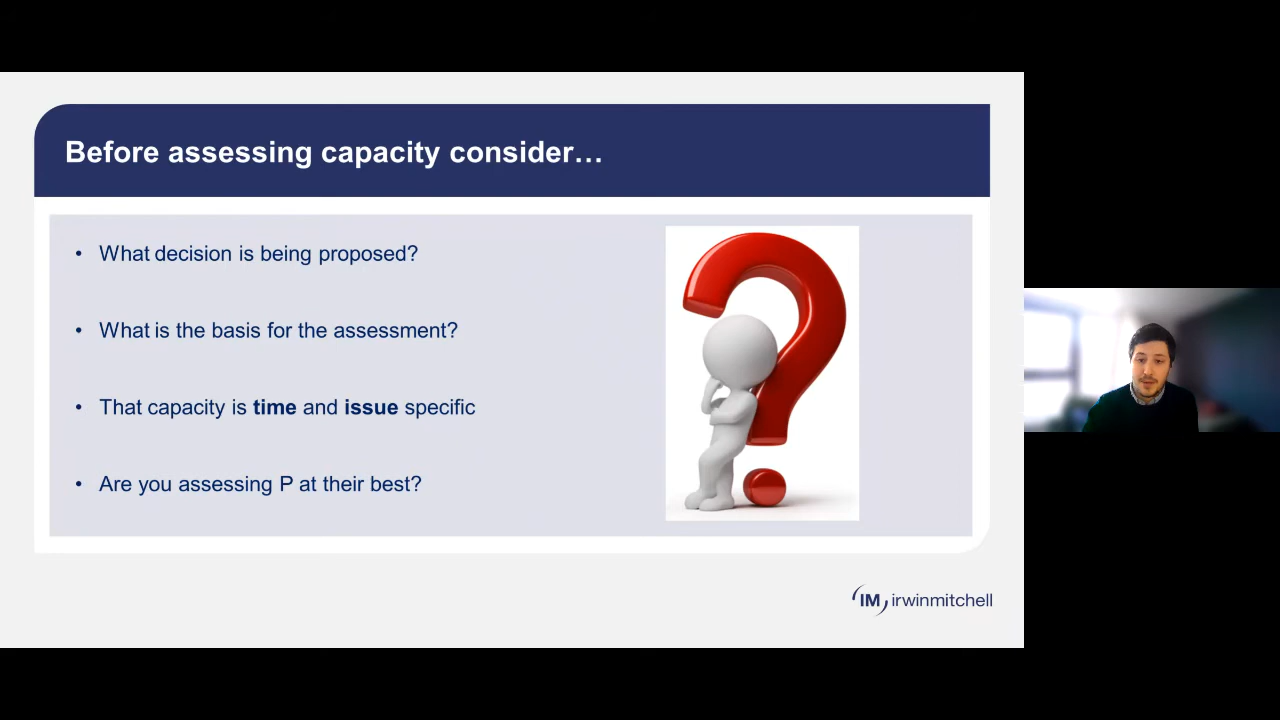 Before assessing capacity consider…
• What decision is being proposed?
• What is the basis for the assessment?
• That capacity is time and issue specific
• Are you assessing P at their best?
IM irwinmitchell